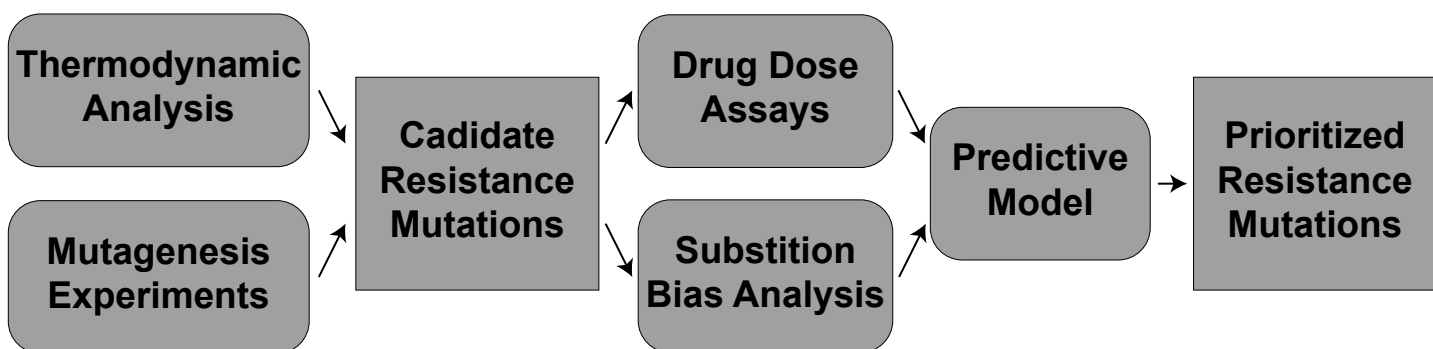 Thermodynamic
Analysis
Mutagenesis
Experiments
Cadidate
Resistance
Mutations
Drug Dose
Assays
Substition
Bias Analysis
Predictive
Model
Prioritized
Resistance
Mutations